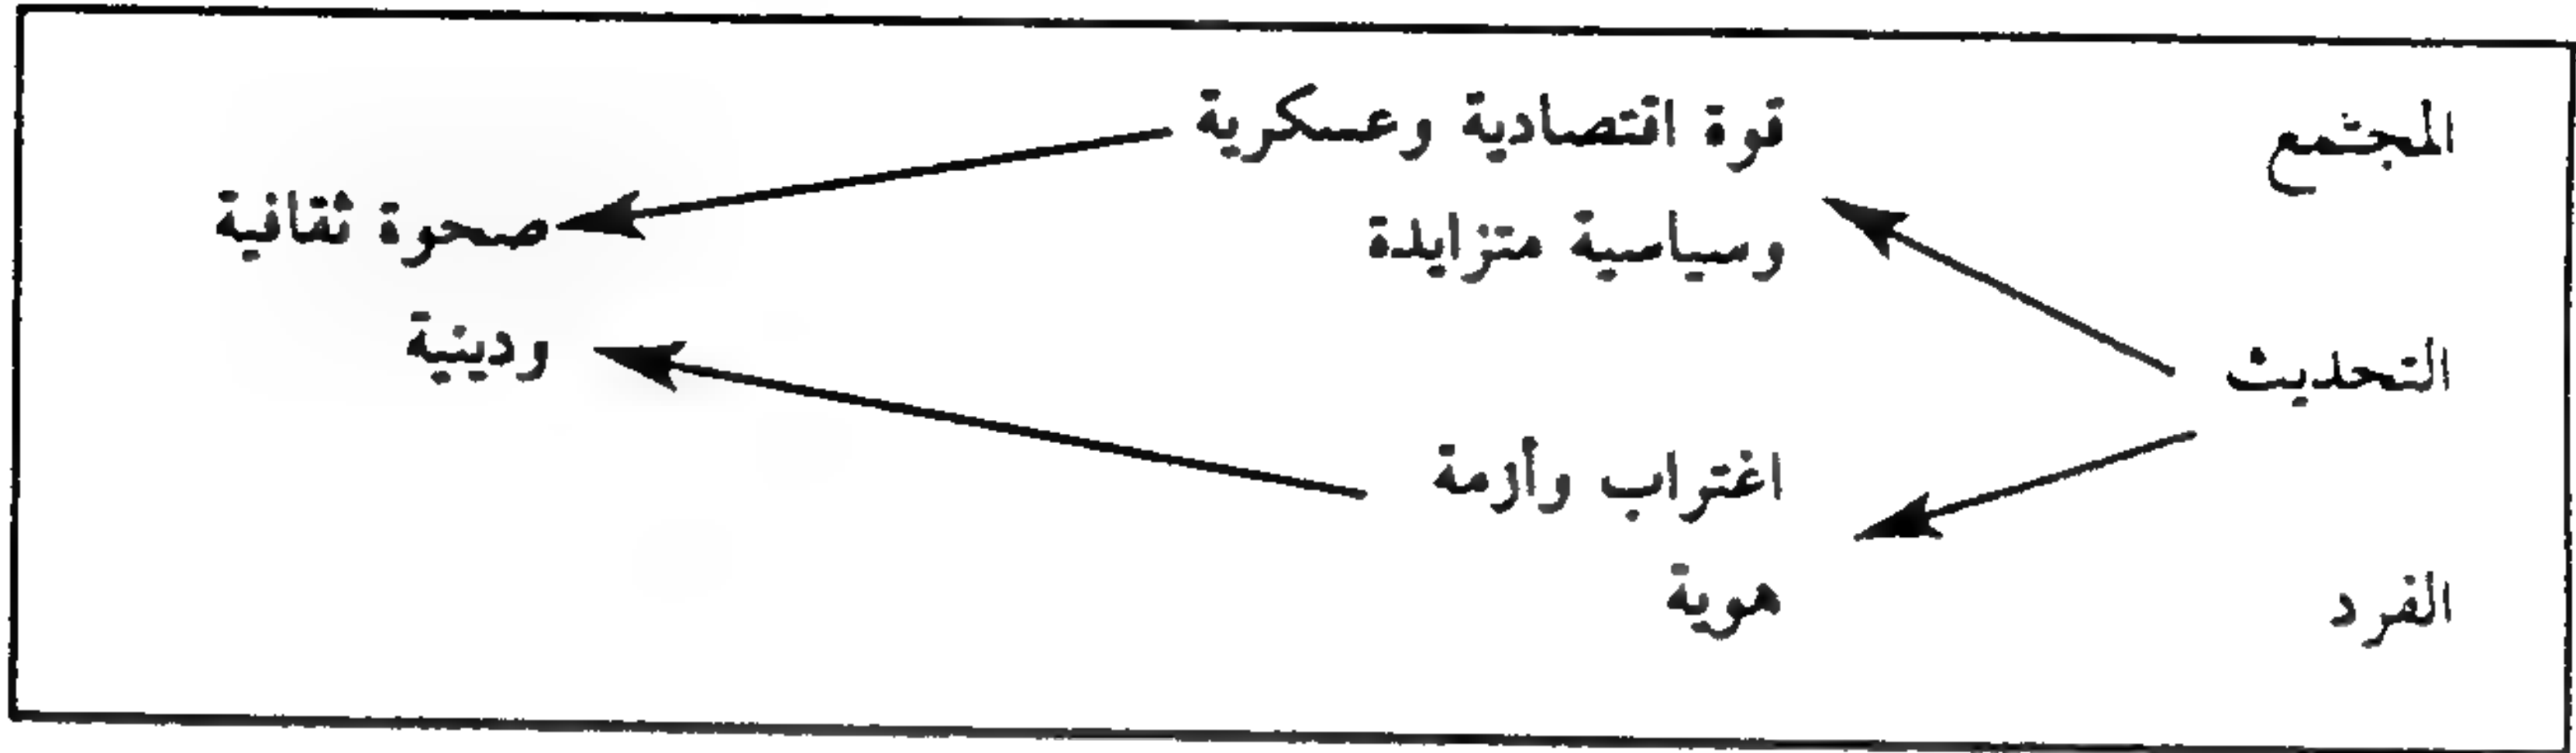 المجتمع
قوة اقتصادية وعسكرية
وسياسية متزايدة
صحوة ثقافية
ودينية
التحديث
اغتراب وأزمة
هوية
الفرد